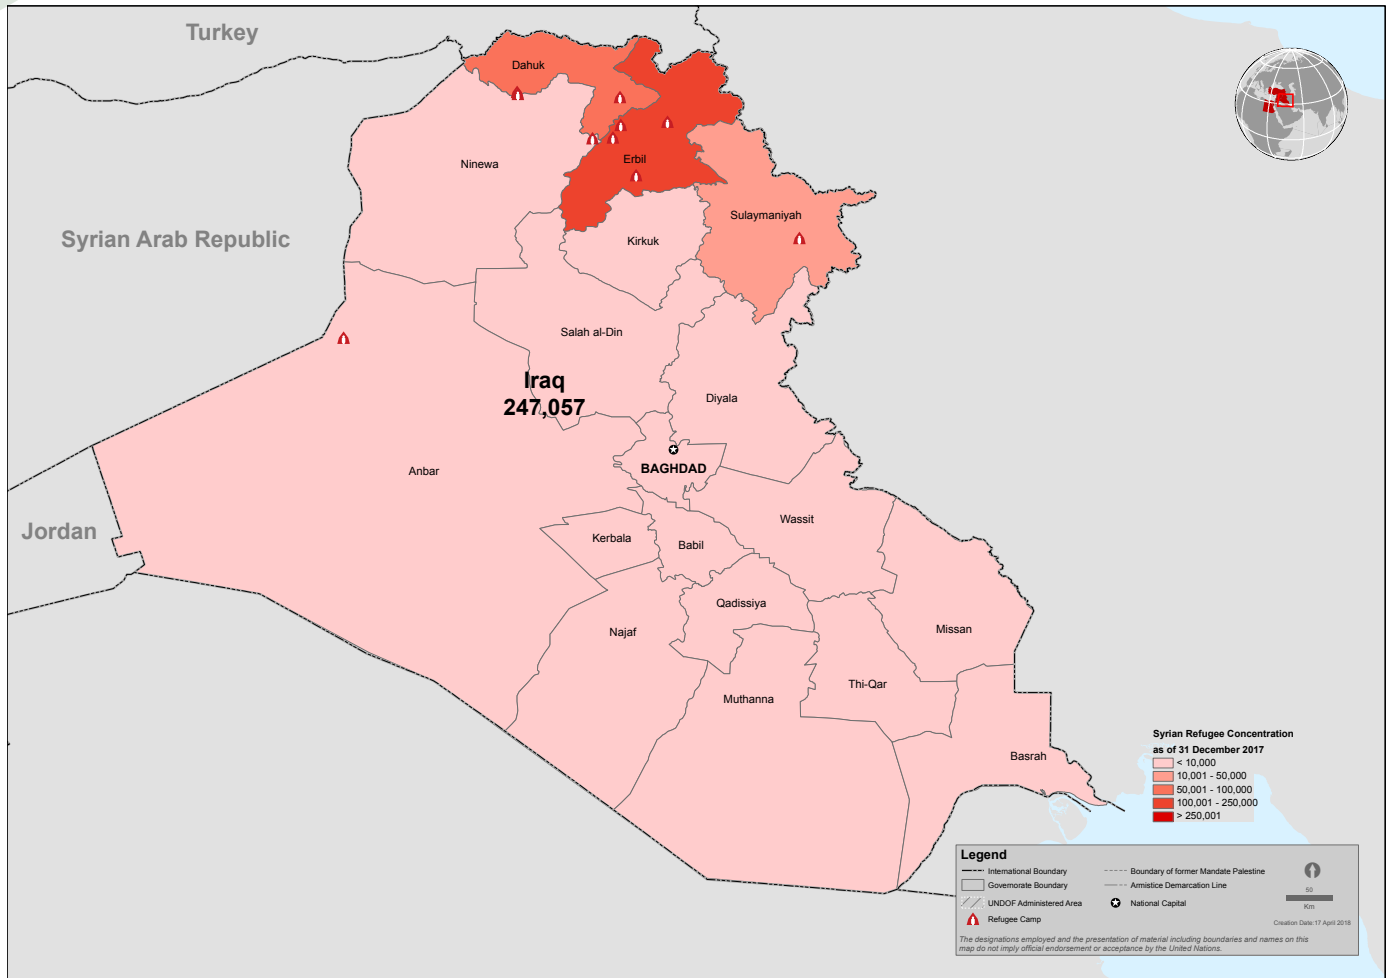 Turkey
Dahuk
Ninewa
Erbil
Sulaymaniyah
Syrian Arab Republic
Kirkuk
Salah al-Din
Iraq
247,057
Diyala
BAGHDAD
Anbar
Jordan
Wassit
Kerbala
Babil
Qadissiya
Najaf
Missan
Thi-Qar
Muthanna
Basrah
Syrian Refugee Concentration
as of 31 December 2017
< 10,000
10,001 - 50,000
50,001 - 100,000
100,001 - 250,000
> 250,001
Legend
International Boundary
Governorate Boundary
UNDOF Administered Area
Refugee Camp
Boundary of former Mandate Palestine
Armistice Demarcation Line
National Capital
50
Km
Creation Date:17 April 2018
The designations employed and the presentation of material including boundaries and names on this
map do not imply official endorsement or acceptance by the United Nations.